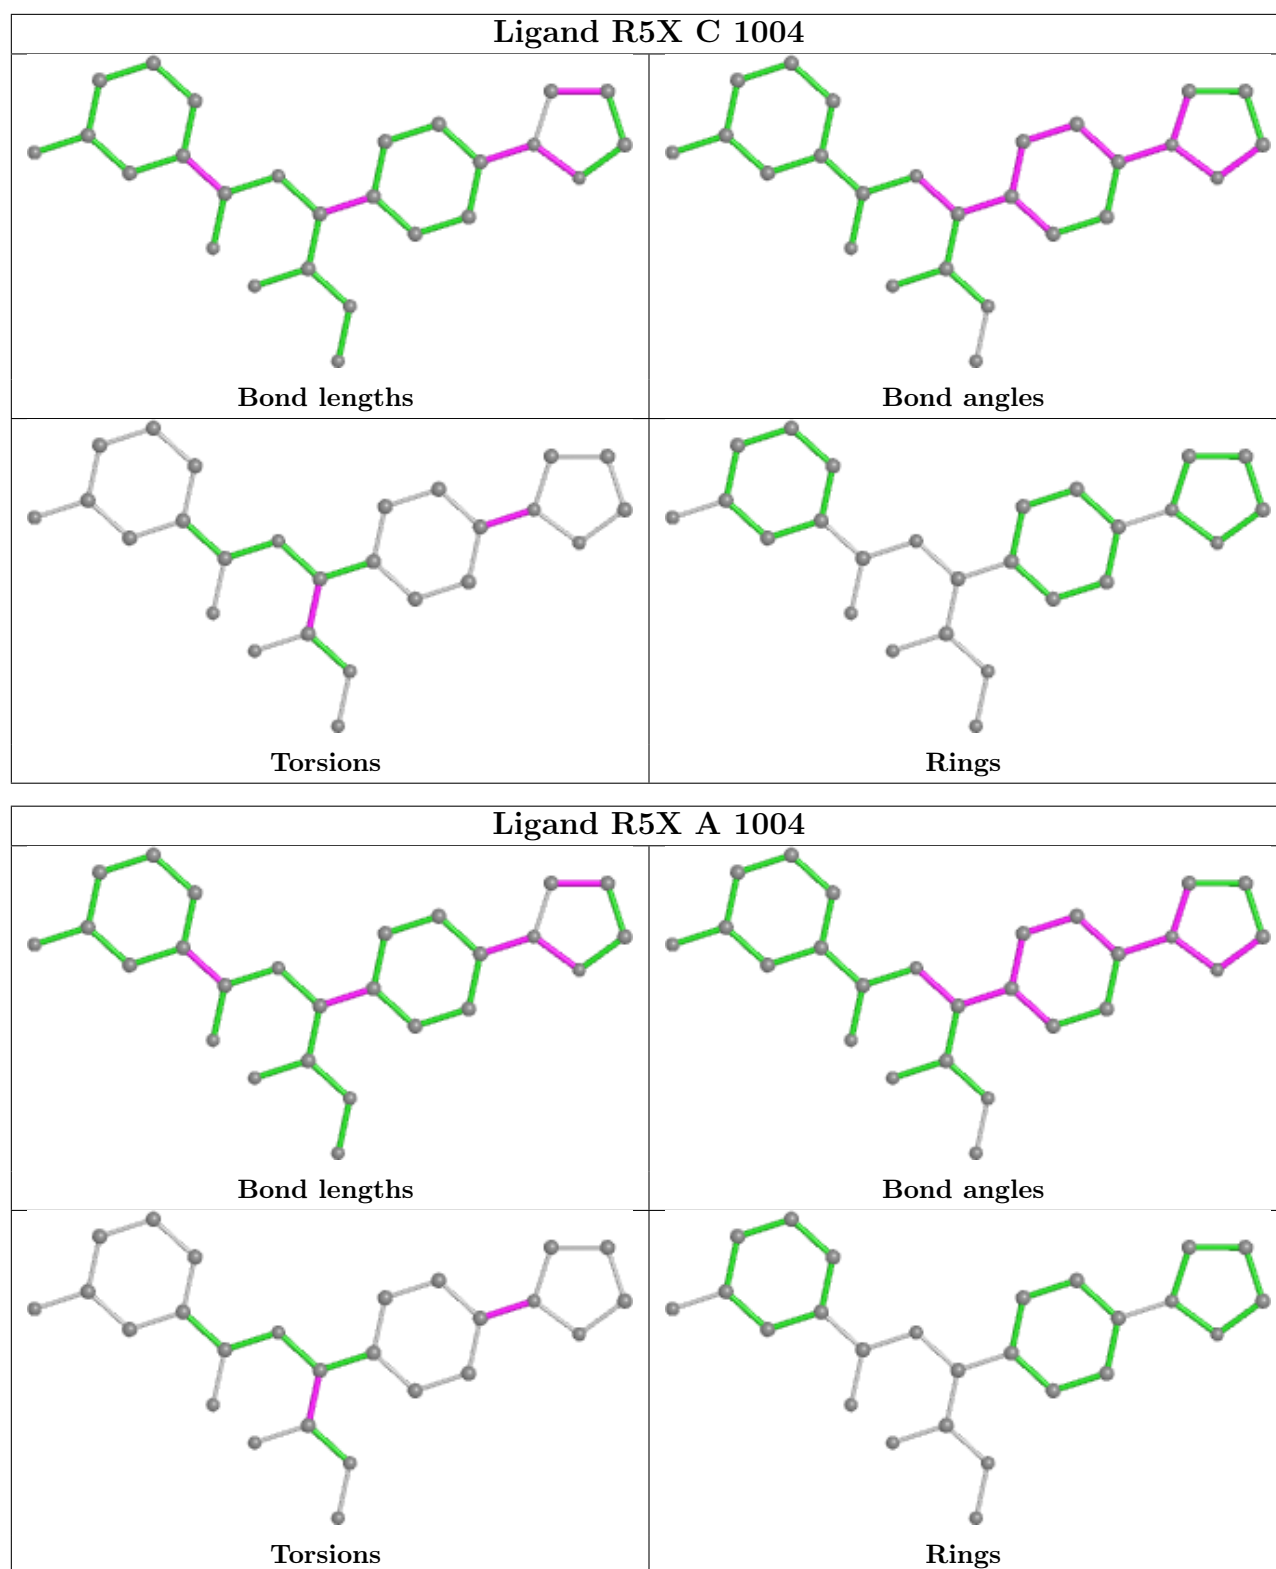 Ligand R5X C 1004
Bond lengths
Bond angles
Torsions
Rings
Ligand R5X A 1004
Bond lengths
Bond angles
Torsions
Rings